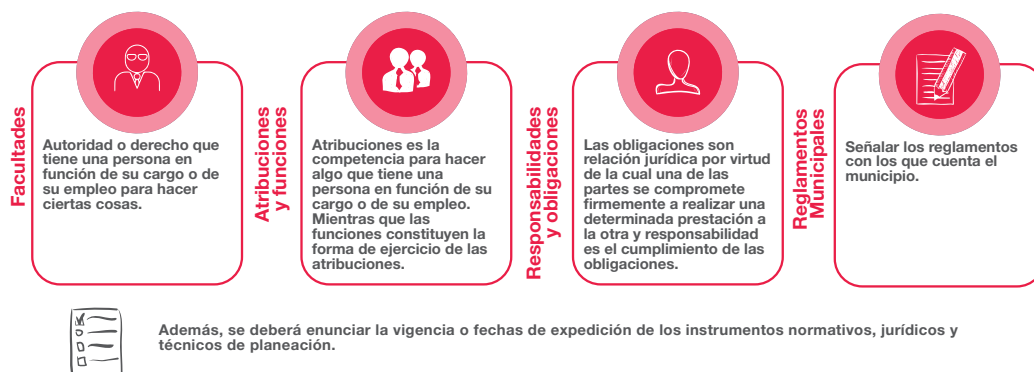 Facultades
Autoridad o derecho que
tiene una persona en
función de su cargo o de
su empleo para hacer
ciertas cosas.
Atribuciones
y funciones
Atribuciones es la
competencia para hacer
algo que tiene una
persona en función de su
cargo o de su empleo.
Mientras que las
funciones constituyen la
forma de ejercicio de las
atribuciones.
Responsabilidades
y obligaciones
Las obligaciones son
relación jurídica por virtud
de la cual una de las
partes se compromete
firmemente a realizar una
determinada prestación a
la otra y responsabilidad
es el cumplimiento de las
obligaciones.
Reglamentos
Municipales
Señalar los reglamentos
con los que cuenta el
municipio.
Además, se deberá enunciar la vigencia o fechas de expedición de los instrumentos normativos, jurídicos y
técnicos de planeación.